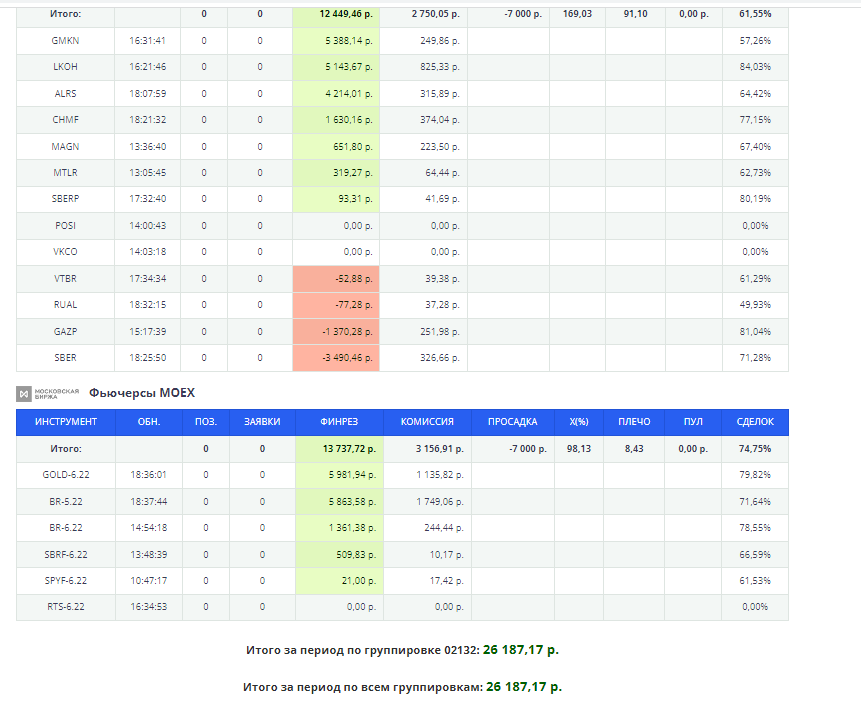 Итого: 0 0 12 449,46 р. 2 750,05 р. -7 000 р. 169,03 91,10 0,00 р. 61,55%
GMKN 16:31:41 0 0 5 388,14 р. 249,86 р. 57,26%
LKOH 16:21:46 0 0 5 143,67 р. 825,33 р. 84,03%
ALRS 18:07:59 0 0 4 214,01 р. 315,89 р. 64,42%
CHMF 18:21:32 0 0 1 630,16 р. 374,04 р. 77,15%
MAGN 13:36:40 0 0 651,80 р. 223,50 р. 67,40%
MTLR 13:05:45 0 0 319,27 р. 64,44 р. 62,73%
SBERP 17:32:40 0 0 93,31 р. 41,69 р. 80,19%
POSI 14:00:43 0 0 0,00 р. 0,00 р. 0,00%
VKCO 14:03:18 0 0 0,00 р. 0,00 р. 0,00%
VTBR 17:34:34 0 0 -52,88 р. 39,38 р. 61,29%
RUAL 18:32:15 0 0 -77,28 р. 37,28 р. 49,93%
GAZP 15:17:39 0 0 -1 370,28 р. 251,98 р. 81,04%
SBER 18:25:50 0 0 -3 490,46 р. 326,66 р. 71,28%
МОСКОВСКАЯ БИРЖА Фьючерсы MOEX
ИНСТРУМЕНТ ОБН. ПОЗ. ЗАЯВКИ ФИНРЕЗ КОМИССИЯ ПРОСАДКА Х(%) ПЛЕЧО ПУЛ СДЕЛОК
Итого: 0 0 13 737,72 р. 3 156,91 р. -7 000 р. 98,13 8,43 0,00 р. 74,75%
GOLD-6.22 18:36:01 0 0 5 981,94 р. 1 135,82 р. 79,82%
BR-5.22 18:37:44 0 0 5 863,58 р. 1 749,06 р. 71,64%
BR-6.22 14:54:18 0 0 1 361,38 р. 244,44 р. 78,55%
SBRF-6.22 13:48:39 0 0 509,83 р. 10,17 р. 66,59%
SPYF-6.22 10:47:17 0 0 21,00 р. 17,42 р. 61,53%
RTS-6.22 16:34:53 0 0 0,00 р. 0,00 р. 0,00%
Итого за период по группировке 02132: 26 187,17 р.
Итого за период по всем группировкам: 26 187,17 р.